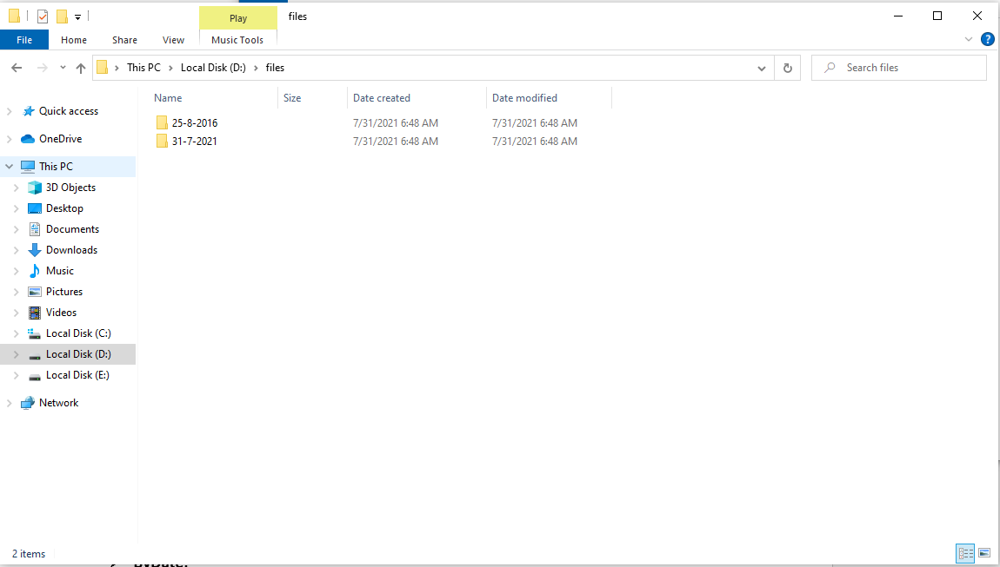 Play
files
File
Home
Share
View
Music Tools
?
This PC
Local Disk (D:)
files
Search files
Name
Size
Date created
Date modified
25-8-2016
7/31/2021 6:48 AM
7/31/2021 6:48 AM
31-7-2021
7/31/2021 6:48 AM
7/31/2021 6:48 AM
Quick access
OneDrive
This PC
3D Objects
Desktop
Documents
Downloads
Music
Pictures
Videos
Local Disk (C:)
Local Disk (D:)
Local Disk (E:)
Network
2 items